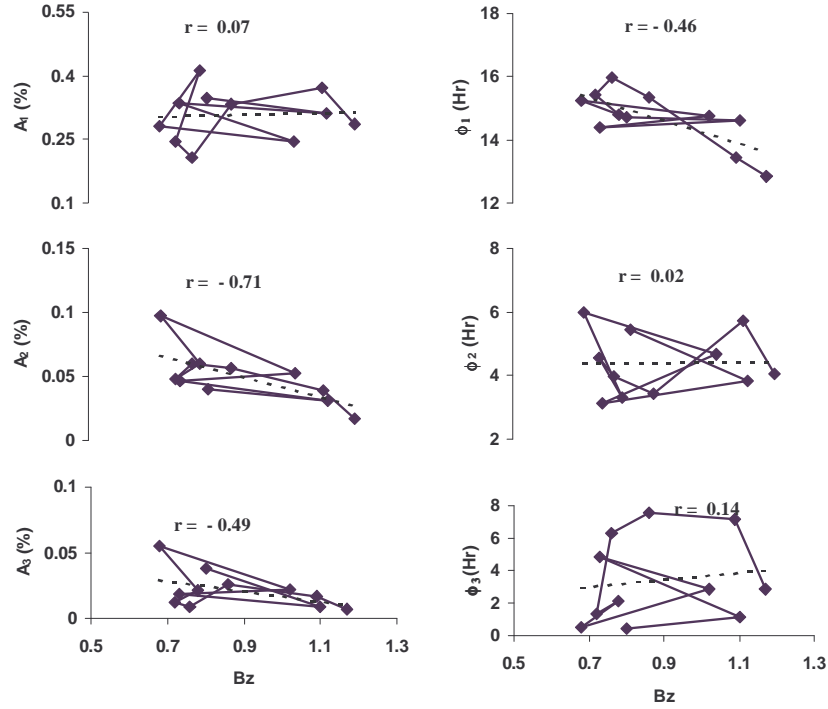 r = 0.07
A1 (%)
0.55
0.4
0.25
0.1
r = - 0.46
ϕ1 (Hr)
18
16
14
12
r = - 0.71
A2 (%)
0.15
0.1
0.05
0
r = 0.02
ϕ2 (Hr)
8
6
4
2
r = - 0.49
A3 (%)
0.1
0.05
0
0.5 0.7 0.9 1.1 1.3
Bz
r = 0.14
ϕ3(Hr)
8
6
4
2
0
0.5 0.7 0.9 1.1 1.3
Bz